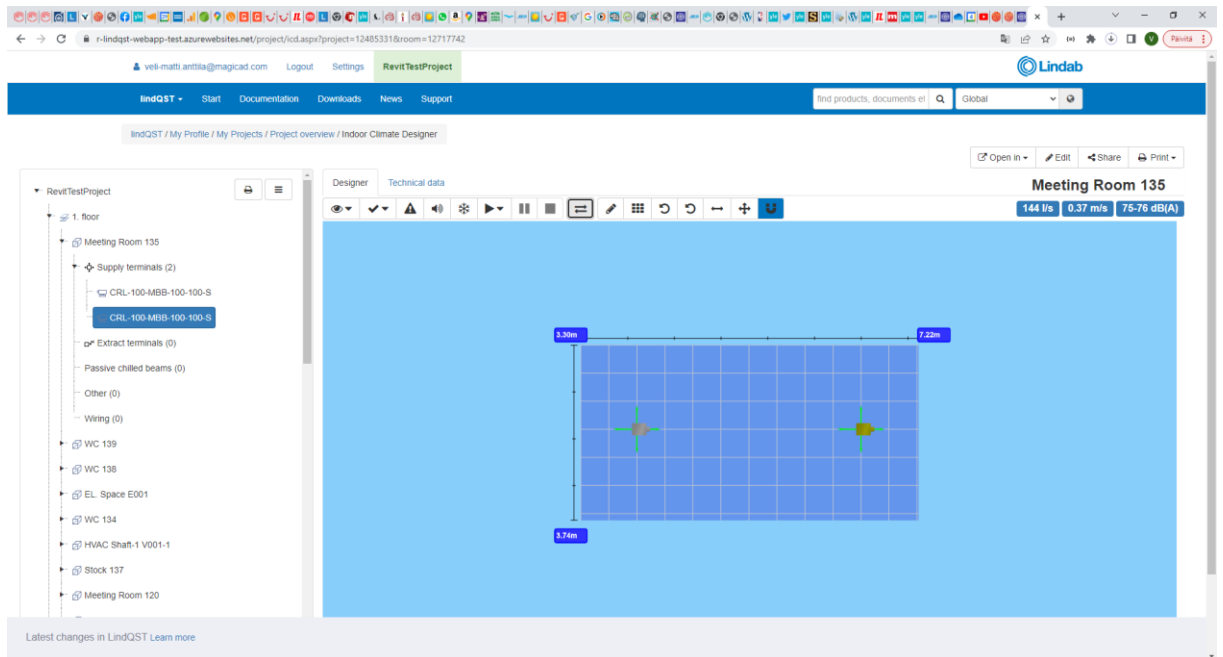 r-lindqst-webapp-test.azurewebsites.net/project/icd.aspx?project=12485331&room=12717742
V
Päivitä
veli-matti.anttila@magicad.com Logout Settings RevitTestProject
Lindab
lindQST Start Documentation Downloads News Support
find products, documents el
Global
lindQST / My Profile / My Projects / Project overview / Indoor Climate Designer
Open in Edit Share Print
RevitTestProject
Designer Technical data
Meeting Room 135
144 l/s 0.37 m/s 75-76 dB(A)
1. floor
Meeting Room 135
Supply terminals (2)
CRL-100-MBB-100-100-S
CRL-100-MBB-100-100-S
Extract terminals (0)
Passive chilled beams (0)
Other (0)
Wiring (0)
WC 139
WC 138
EL. Space E001
WC 134
HVAC Shaft-1 V001-1
Stock 137
Meeting Room 120
3.30m
7.22m
3.74m
Latest changes in LindQST Learn more